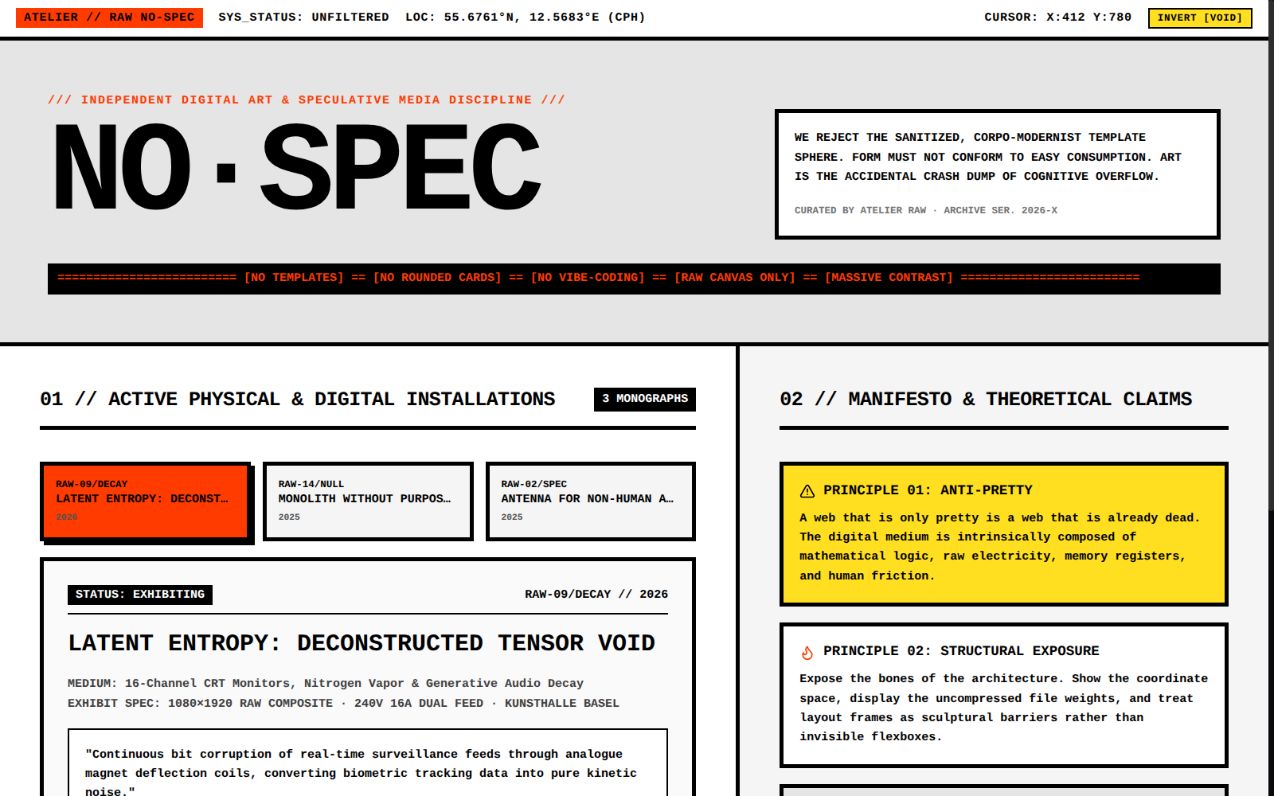 ATELIER // RAW NO-SPEC SYS_STATUS: UNFILTERED LOC: 55.6761°N, 12.5683°E (CPH) CURSOR: X:412 Y:780 INVERT [VOID]
/// INDEPENDENT DIGITAL ART & SPECULATIVE MEDIA DISCIPLINE ///
NO·SPEC
WE REJECT THE SANITIZED, CORPO-MODERNIST TEMPLATE
SPHERE. FORM MUST NOT CONFORM TO EASY CONSUMPTION. ART
IS THE ACCIDENTAL CRASH DUMP OF COGNITIVE OVERFLOW.
CURATED BY ATELIER RAW · ARCHIVE SER. 2026-X
========================= [NO TEMPLATES] == [NO ROUNDED CARDS] == [NO VIBE-CODING] == [RAW CANVAS ONLY] == [MASSIVE CONTRAST] =========================
01 // ACTIVE PHYSICAL & DIGITAL INSTALLATIONS
3 MONOGRAPHS
RAW-09/DECAY
LATENT ENTROPY: DECONST…
2026
RAW-14/NULL
MONOLITH WITHOUT PURPOS…
2025
RAW-02/SPEC
ANTENNA FOR NON-HUMAN A…
2025
STATUS: EXHIBITING
RAW-09/DECAY // 2026
LATENT ENTROPY: DECONSTRUCTED TENSOR VOID
MEDIUM: 16-Channel CRT Monitors, Nitrogen Vapor & Generative Audio Decay
EXHIBIT SPEC: 1080×1920 RAW COMPOSITE · 240V 16A DUAL FEED · KUNSTHALLE BASEL
"Continuous bit corruption of real-time surveillance feeds through analogue
magnet deflection coils, converting biometric tracking data into pure kinetic
noise."
02 // MANIFESTO & THEORETICAL CLAIMS
PRINCIPLE 01: ANTI-PRETTY
A web that is only pretty is a web that is already dead.
The digital medium is intrinsically composed of
mathematical logic, raw electricity, memory registers,
and human friction.
PRINCIPLE 02: STRUCTURAL EXPOSURE
Expose the bones of the architecture. Show the coordinate
space, display the uncompressed file weights, and treat
layout frames as sculptural barriers rather than
invisible flexboxes.